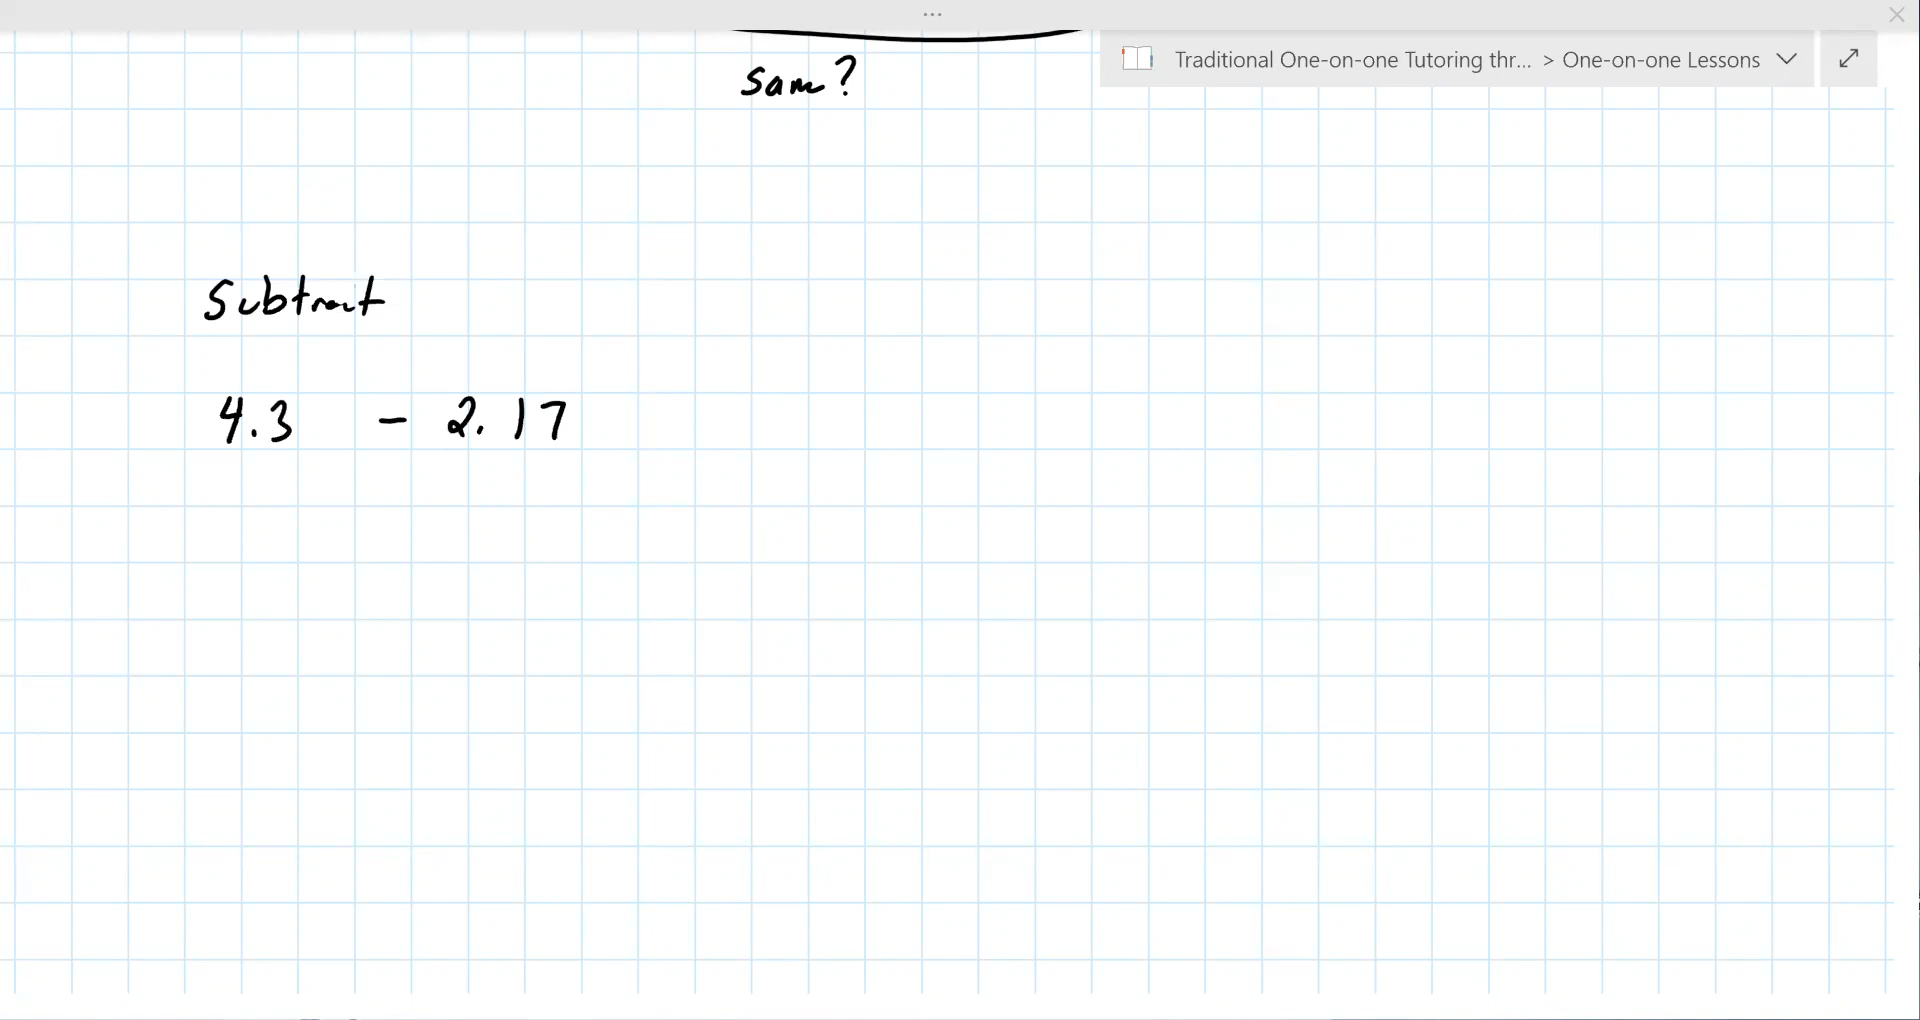 ...
Traditional One-on-one Tutoring thr... > One-on-one Lessons
Sam?
Subtract
4.3 - 2.17